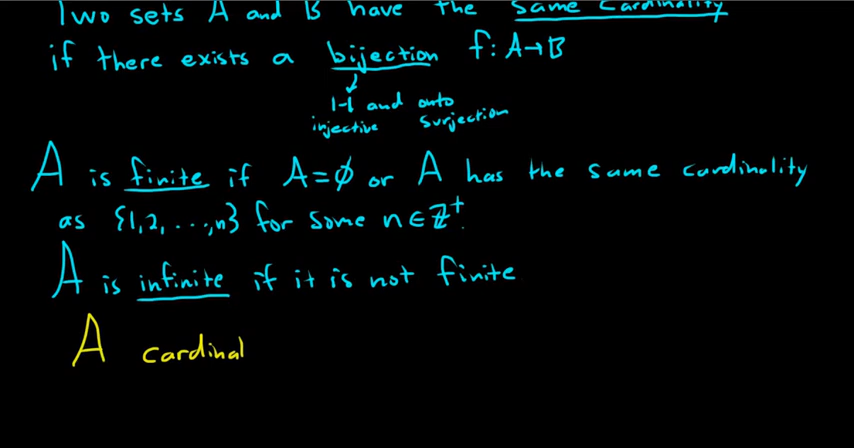 Two sets A and B have the same cardinality
if there exists a bijection f: A→B
1-1 and onto
injective surjection
A is finite if A=∅ or A has the same cardinality
as {1,2, ...,n} for some n∈ℤ⁺.
A is infinite if it is not finite
A cardinal